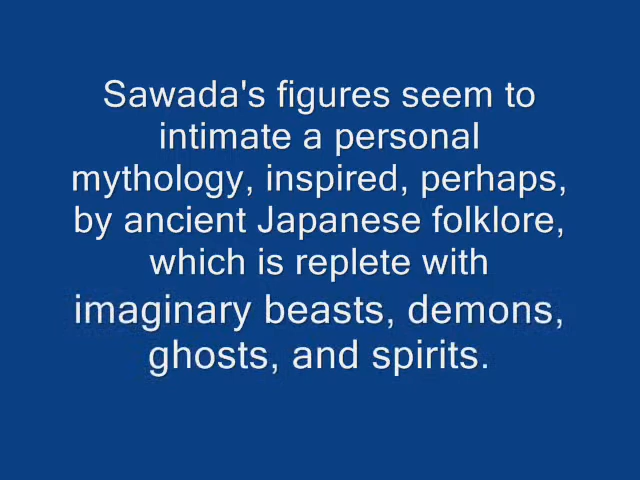 Sawada's figures seem to
intimate a personal
mythology, inspired, perhaps,
by ancient Japanese folklore,
which is replete with
imaginary beasts, demons,
ghosts, and spirits.